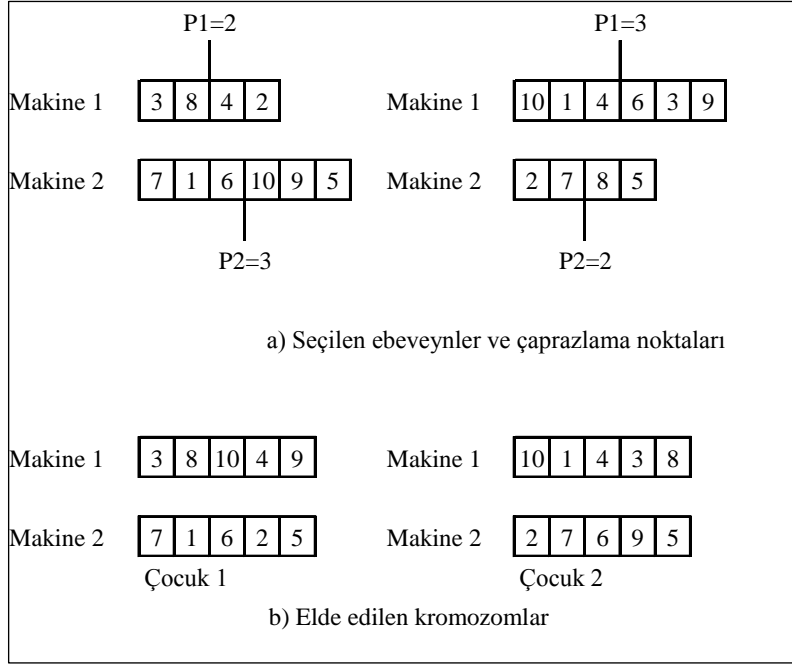 P1=2 P1=3
Makine 1 3 8 4 2 Makine 1 10 1 4 6 3 9
Makine 2 7 1 6 10 9 5 Makine 2 2 7 8 5
P2=3 P2=2
a) Seçilen ebeveynler ve çaprazlama noktaları
Makine 1 3 8 10 4 9 Makine 1 10 1 4 3 8
Makine 2 7 1 6 2 5 Makine 2 2 7 6 9 5
Çocuk 1 Çocuk 2
b) Elde edilen kromozomlar